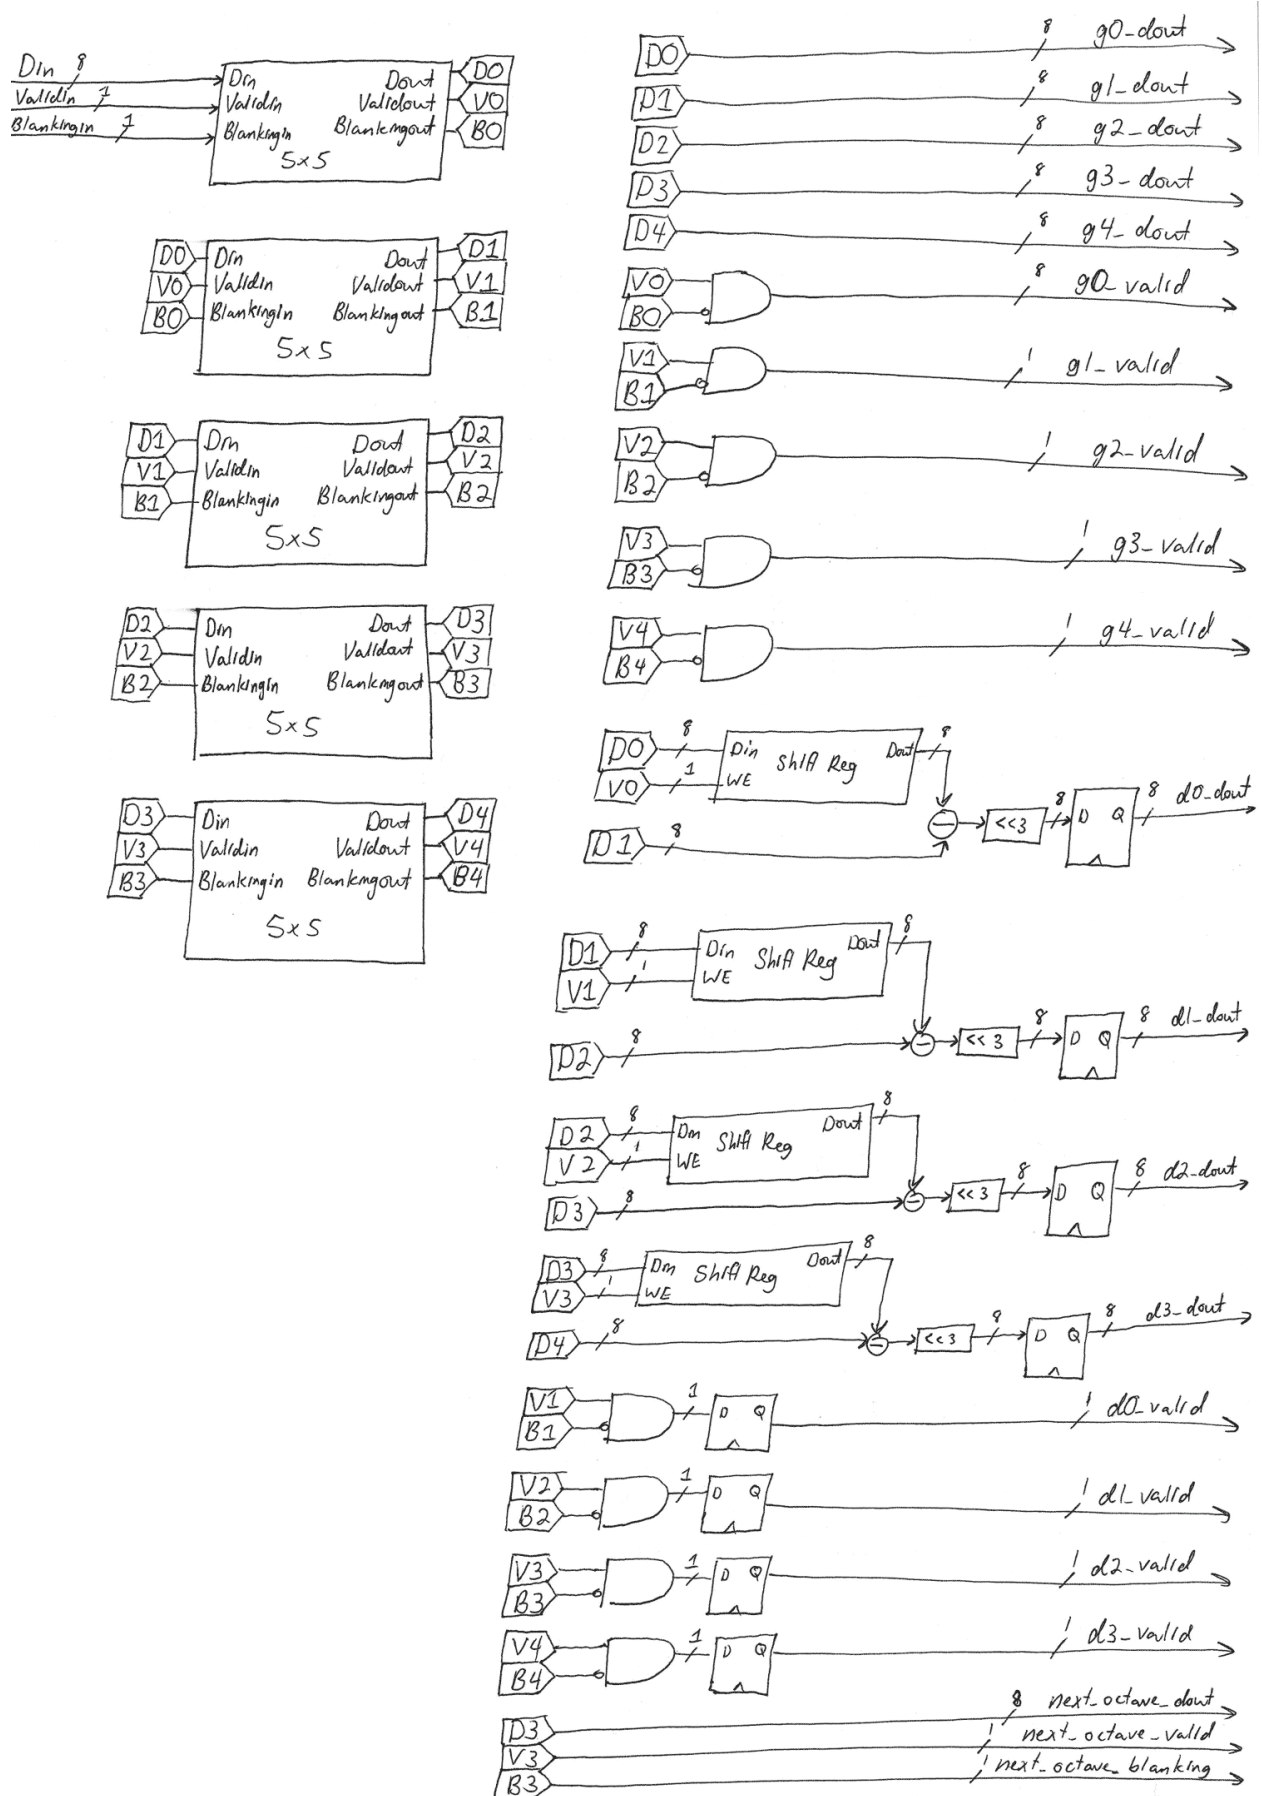 Din 8
Validin 1
Blankingin 1
Din Dout
Validin Validout
Blankingin Blankingout
5x5
D0
V0
B0
D0
V0
B0
Din Dout
Validin Validout
Blankingin Blankingout
5x5
D1
V1
B1
D1
V1
B1
Din Dout
Validin Validout
Blankingin Blankingout
5x5
D2
V2
B2
D2
V2
B2
Din Dout
Validin Validout
Blankingin Blankingout
5x5
D3
V3
B3
D3
V3
B3
Din Dout
Validin Validout
Blankingin Blankingout
5x5
D4
V4
B4
D0 8 g0_dout
D1 8 g1_dout
D2 8 g2_dout
D3 8 g3_dout
D4 8 g4_dout
V0 8 g0_valid
B0
V1 1 g1_valid
B1
V2 1 g2_valid
B2
V3 1 g3_valid
B3
V4 1 g4_valid
B4
D0 8 Din Shift Reg Dout 8
V0 1 WE
D1 8 − <<3 8 D Q 8 d0_dout
D1 8 Din Shift Reg Dout 8
V1 1 WE
D2 8 − <<3 8 D Q 8 d1_dout
D2 8 Din Shift Reg Dout 8
V2 1 WE
D3 8 − <<3 8 D Q 8 d2_dout
D3 8 Din Shift Reg Dout 8
V3 1 WE
D4 8 − <<3 8 D Q 8 d3_dout
V1 1 D Q 1 d0_valid
B1
V2 1 D Q 1 d1_valid
B2
V3 1 D Q 1 d2_valid
B3
V4 1 D Q 1 d3_valid
B4
D3 8 next_octave_dout
V3 1 next_octave_valid
B3 1 next_octave_blanking